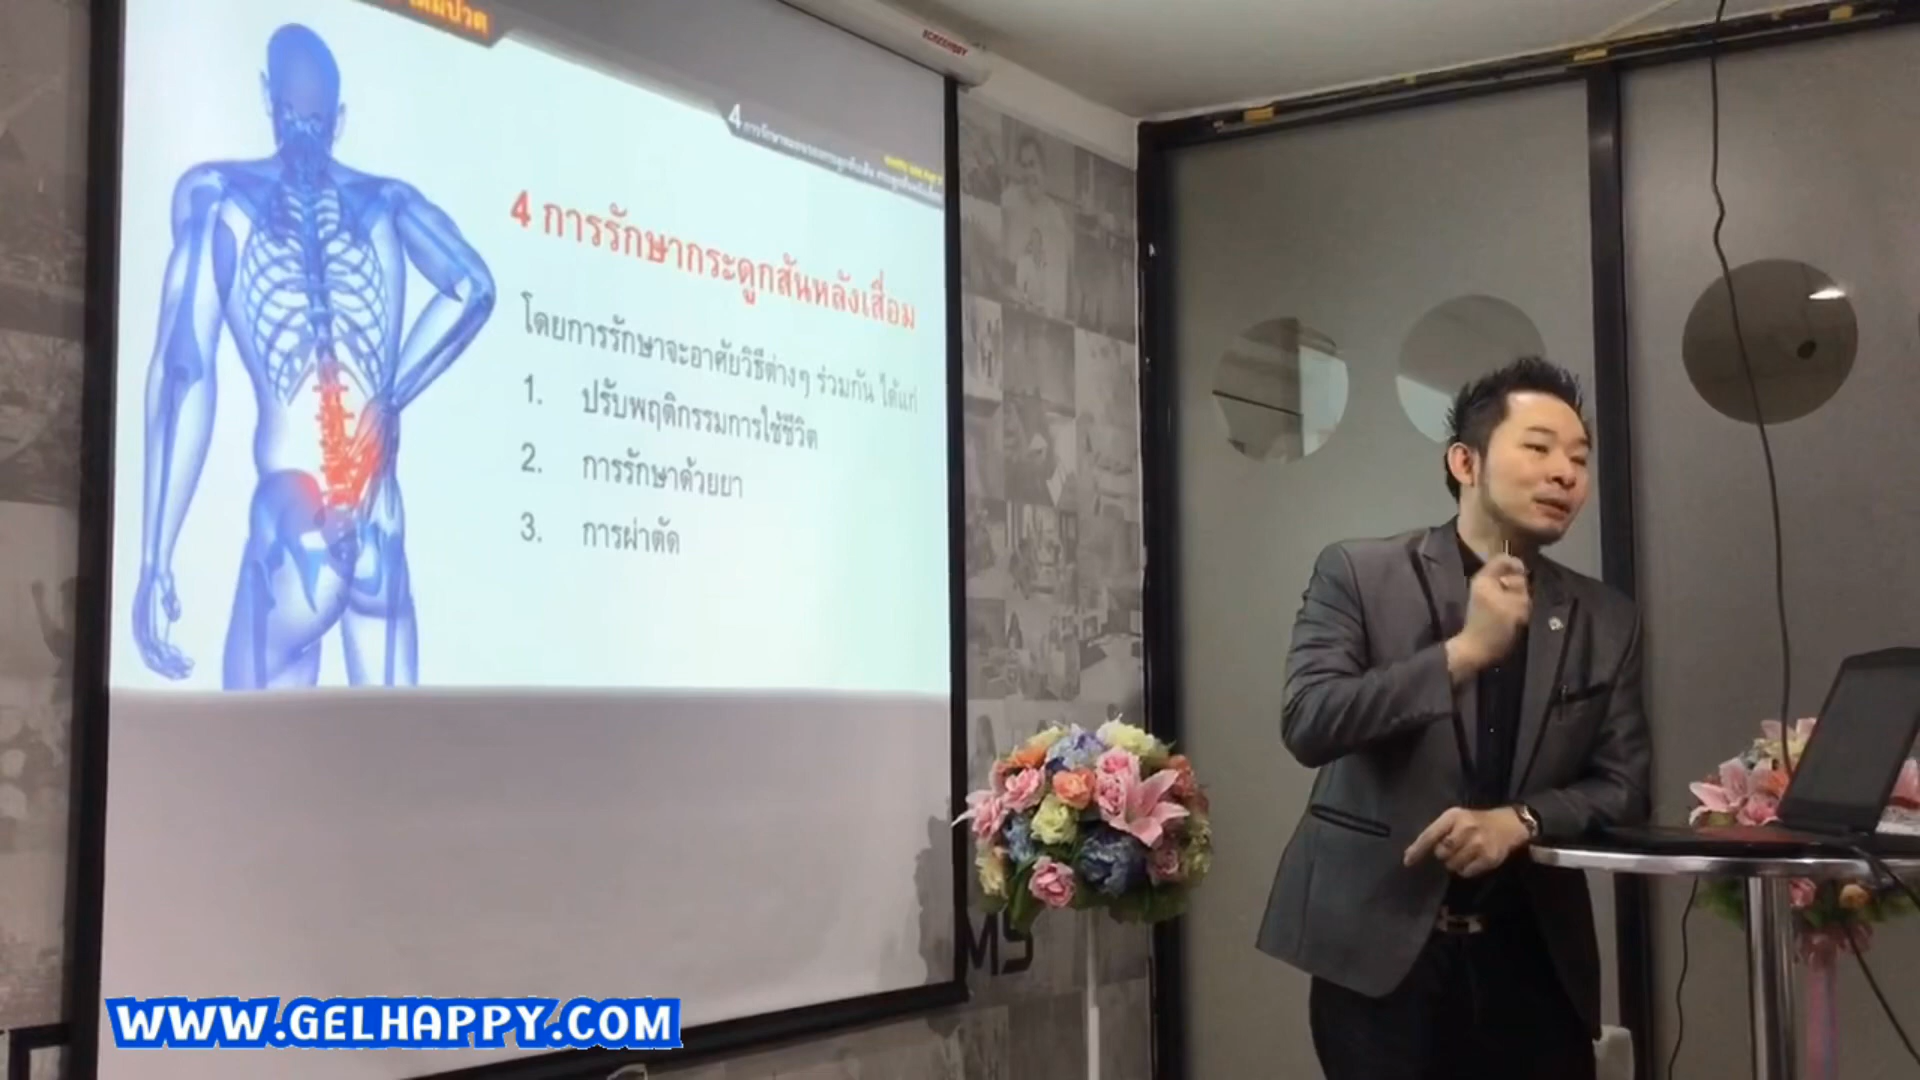 4 การรักษากระดูกสันหลังเสื่อม
โดยการรักษาจะอาศัยวิธีต่างๆ ร่วมกัน ได้แก่
1. ปรับพฤติกรรมการใช้ชีวิต
2. การรักษาด้วยยา
3. การผ่าตัด
MS
WWW.GELHAPPY.COM